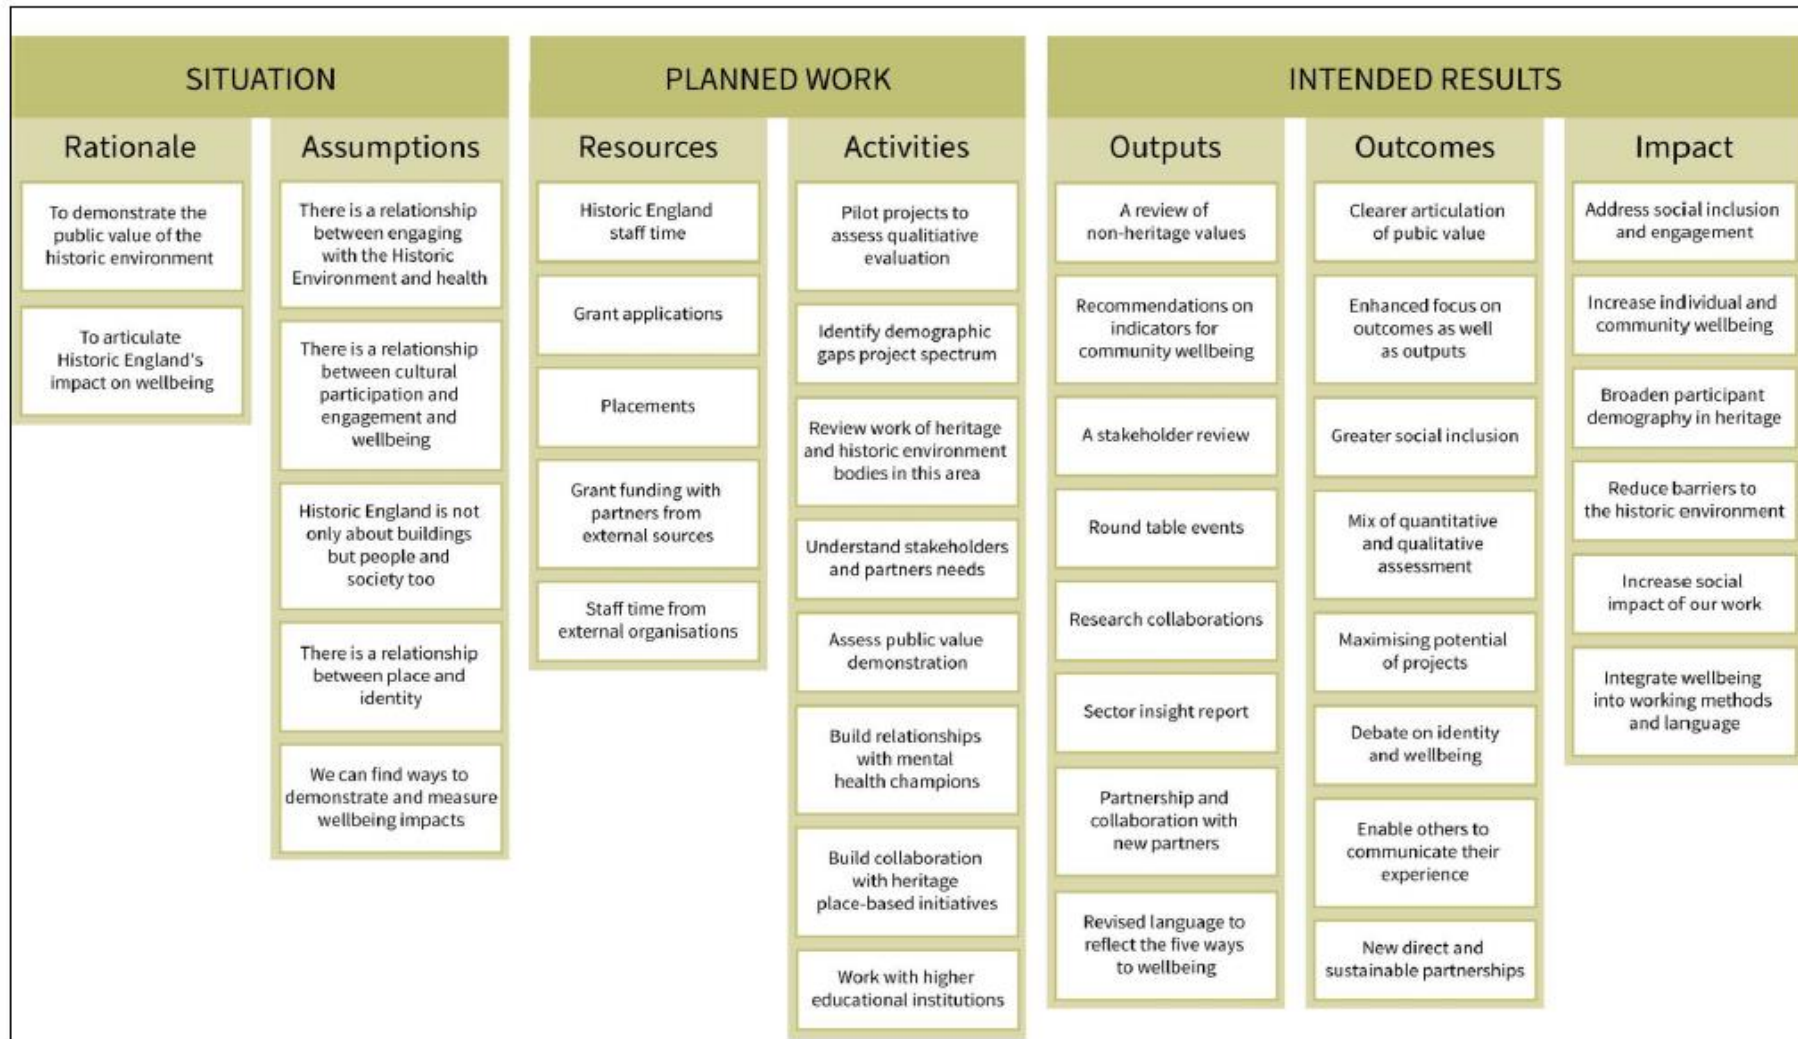 SITUATION
PLANNED WORK
INTENDED RESULTS
Rationale
To demonstrate the
public value of the
historic environment
To articulate
Historic England's
impact on wellbeing
Assumptions
There is a relationship
between engaging
with the Historic
Environment and health
There is a relationship
between cultural
participation and
engagement and
wellbeing
Historic England is not
only about buildings
but people and
society too
There is a relationship
between place and
identity
We can find ways to
demonstrate and measure
wellbeing impacts
Resources
Historic England
staff time
Grant applications
Placements
Grant funding with
partners from
external sources
Staff time from
external organisations
Activities
Pilot projects to
assess qualitiative
evaluation
Identify demographic
gaps project spectrum
Review work of heritage
and historic environment
bodies in this area
Understand stakeholders
and partners needs
Assess public value
demonstration
Build relationships
with mental
health champions
Build collaboration
with heritage
place-based initiatives
Work with higher
educational institutions
Outputs
A review of
non-heritage values
Recommendations on
indicators for
community wellbeing
A stakeholder review
Round table events
Research collaborations
Sector insight report
Partnership and
collaboration with
new partners
Revised language to
reflect the five ways
to wellbeing
Outcomes
Clearer articulation
of pubic value
Enhanced focus on
outcomes as well
as outputs
Greater social inclusion
Mix of quantitative
and qualitative
assessment
Maximising potential
of projects
Debate on identity
and wellbeing
Enable others to
communicate their
experience
New direct and
sustainable partnerships
Impact
Address social inclusion
and engagement
Increase individual and
community wellbeing
Broaden participant
demography in heritage
Reduce barriers to
the historic environment
Increase social
impact of our work
Integrate wellbeing
into working methods
and language